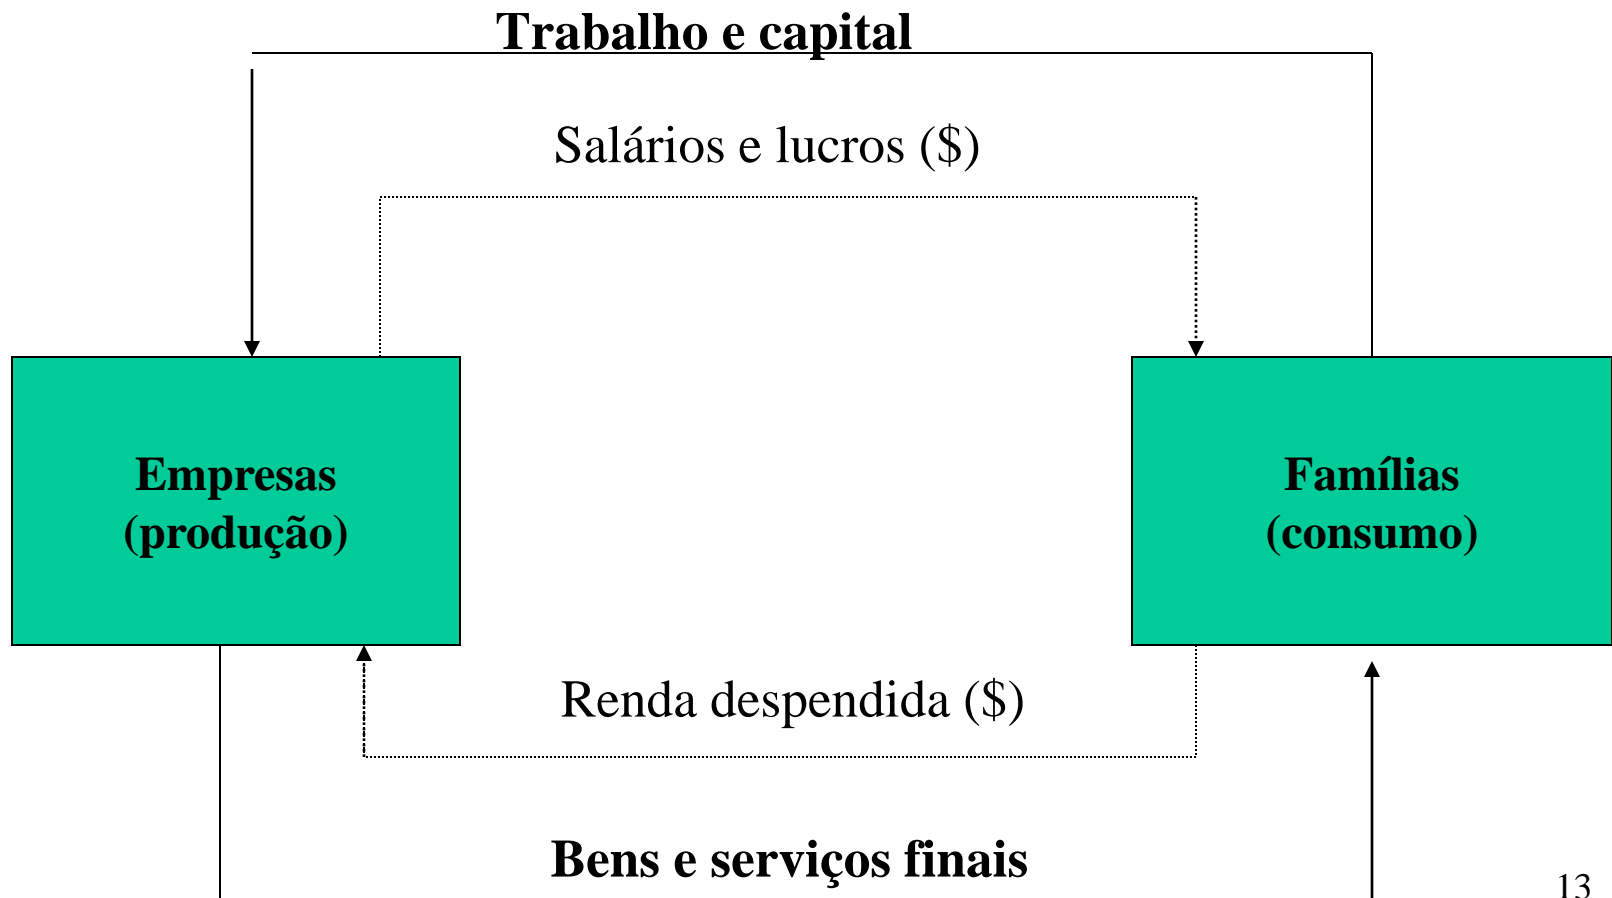 Trabalho e capital
Salários e lucros ($)
Empresas
(produção)
Famílias
(consumo)
Renda despendida ($)
Bens e serviços finais
13